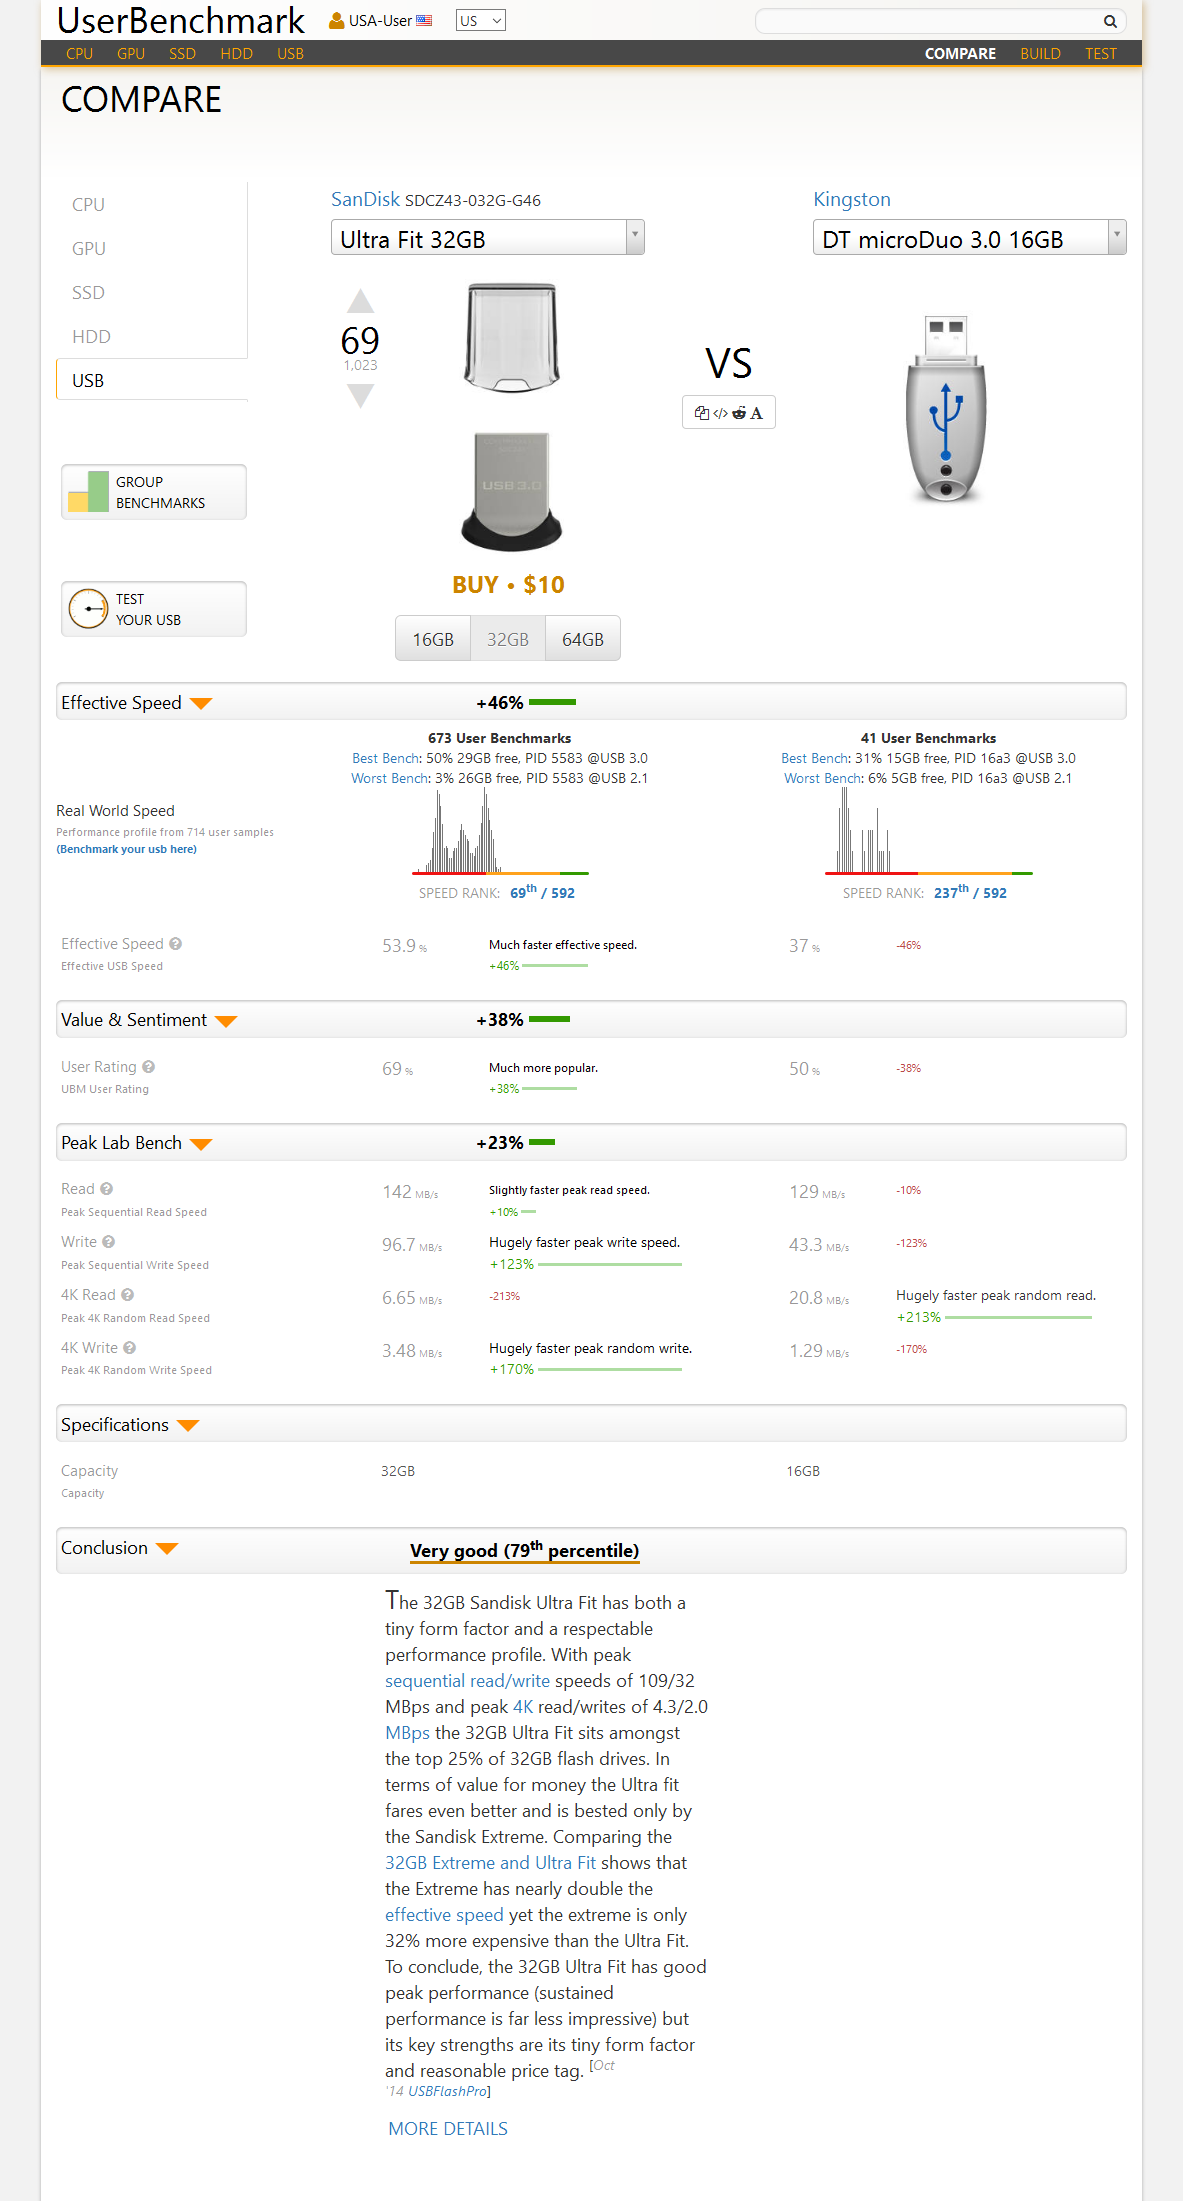 UserBenchmark USA-User US
CPU GPU SSD HDD USB COMPARE BUILD TEST
COMPARE
CPU
GPU
SSD
HDD
USB
GROUP
BENCHMARKS
TEST
YOUR USB
SanDisk SDCZ43-032G-G46
Ultra Fit 32GB
69
1,023
USB 3.0
BUY • $10
16GB 32GB 64GB
VS
</> A
Kingston
DT microDuo 3.0 16GB
Effective Speed +46%
673 User Benchmarks 41 User Benchmarks
Best Bench: 50% 29GB free, PID 5583 @USB 3.0 Best Bench: 31% 15GB free, PID 16a3 @USB 3.0
Worst Bench: 3% 26GB free, PID 5583 @USB 2.1 Worst Bench: 6% 5GB free, PID 16a3 @USB 2.1
Real World Speed
Performance profile from 714 user samples
(Benchmark your usb here)
SPEED RANK: 69th / 592 SPEED RANK: 237th / 592
Effective Speed 53.9 % Much faster effective speed. 37 % -46%
Effective USB Speed +46%
Value & Sentiment +38%
User Rating 69 % Much more popular. 50 % -38%
UBM User Rating +38%
Peak Lab Bench +23%
Read 142 MB/s Slightly faster peak read speed. 129 MB/s -10%
Peak Sequential Read Speed +10%
Write 96.7 MB/s Hugely faster peak write speed. 43.3 MB/s -123%
Peak Sequential Write Speed +123%
4K Read 6.65 MB/s -213% 20.8 MB/s Hugely faster peak random read.
Peak 4K Random Read Speed +213%
4K Write 3.48 MB/s Hugely faster peak random write. 1.29 MB/s -170%
Peak 4K Random Write Speed +170%
Specifications
Capacity 32GB 16GB
Capacity
Conclusion Very good (79th percentile)
The 32GB Sandisk Ultra Fit has both a
tiny form factor and a respectable
performance profile. With peak
sequential read/write speeds of 109/32
MBps and peak 4K read/writes of 4.3/2.0
MBps the 32GB Ultra Fit sits amongst
the top 25% of 32GB flash drives. In
terms of value for money the Ultra fit
fares even better and is bested only by
the Sandisk Extreme. Comparing the
32GB Extreme and Ultra Fit shows that
the Extreme has nearly double the
effective speed yet the extreme is only
32% more expensive than the Ultra Fit.
To conclude, the 32GB Ultra Fit has good
peak performance (sustained
performance is far less impressive) but
its key strengths are its tiny form factor
and reasonable price tag. [Oct
'14 USBFlashPro]
MORE DETAILS